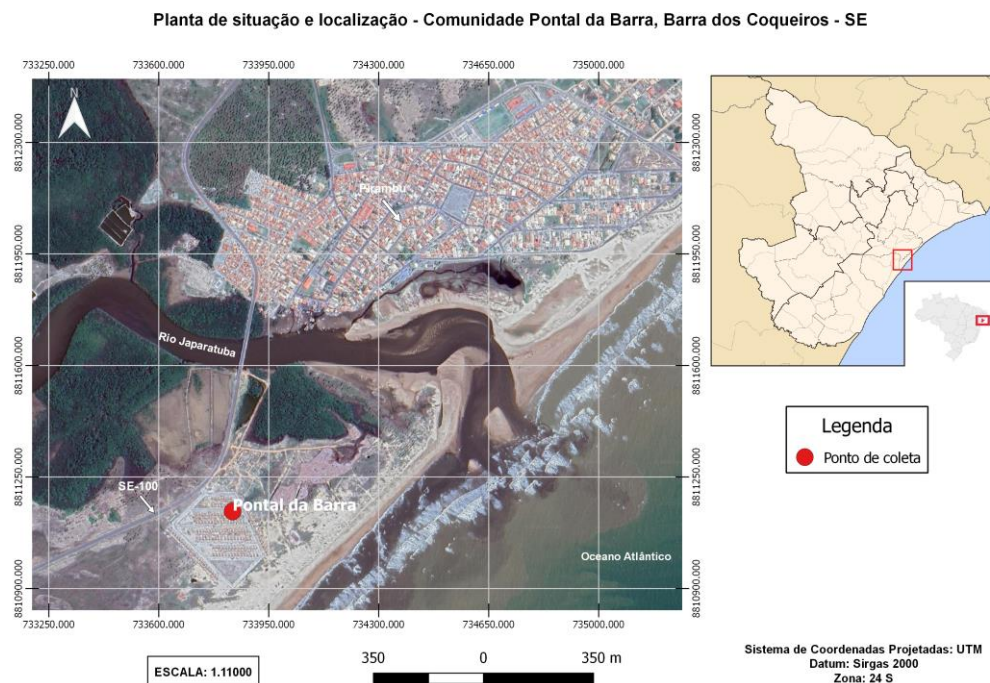 Planta de situação e localização - Comunidade Pontal da Barra, Barra dos Coqueiros - SE
733250.000 733600.000 733950.000 734300.000 734650.000 735000.000
N
8812300.000 8812300.000
Pirambu
8811950.000 8811950.000
Rio Japaratuba
8811600.000 8811600.000
Legenda
Ponto de coleta
8811250.000 8811250.000
SE-100
Pontal da Barra
Oceano Atlântico
8810900.000 8810900.000
733250.000 733600.000 733950.000 734300.000 734650.000 735000.000
ESCALA: 1.11000
350 0 350 m
Sistema de Coordenadas Projetadas: UTM
Datum: Sirgas 2000
Zona: 24 S